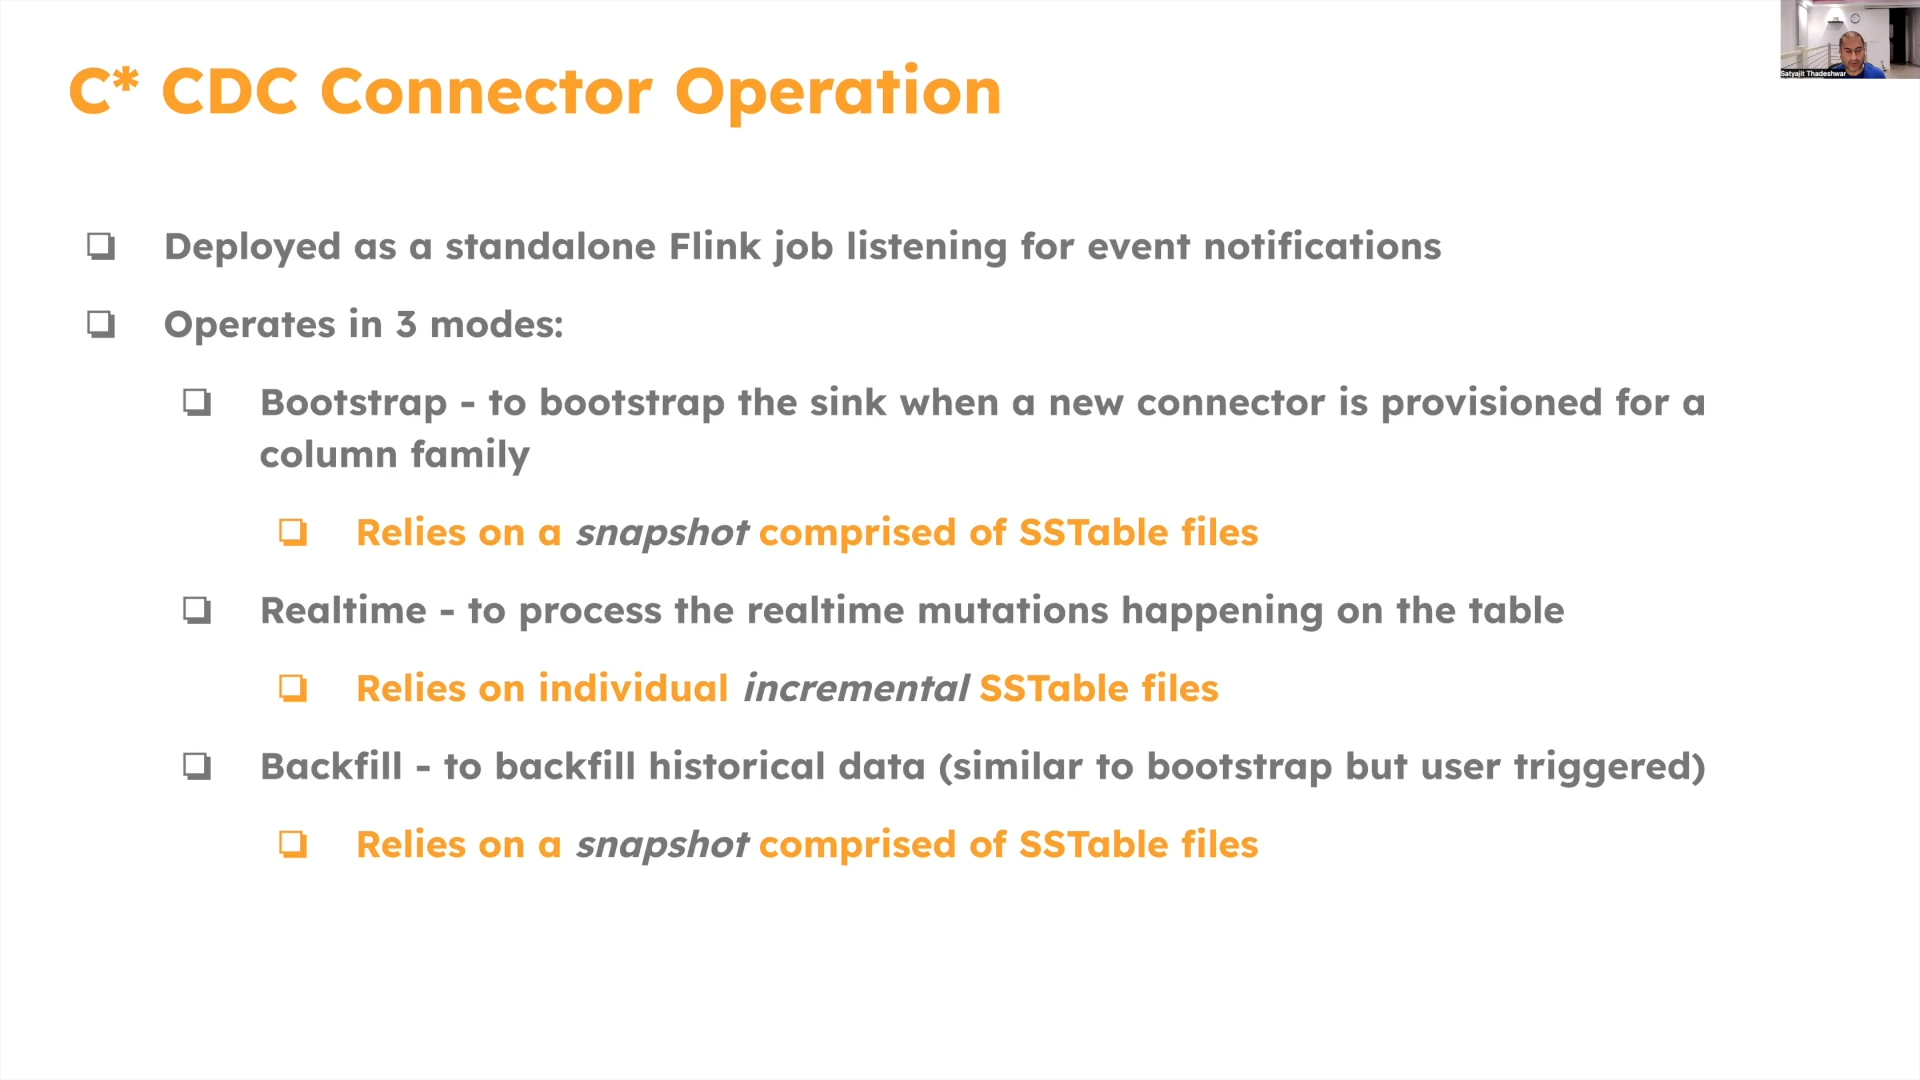 C* CDC Connector Operation
Satyajit Thadeshwar
❏ Deployed as a standalone Flink job listening for event notifications
❏ Operates in 3 modes:
❏ Bootstrap - to bootstrap the sink when a new connector is provisioned for a
column family
❏ Relies on a snapshot comprised of SSTable files
❏ Realtime - to process the realtime mutations happening on the table
❏ Relies on individual incremental SSTable files
❏ Backfill - to backfill historical data (similar to bootstrap but user triggered)
❏ Relies on a snapshot comprised of SSTable files